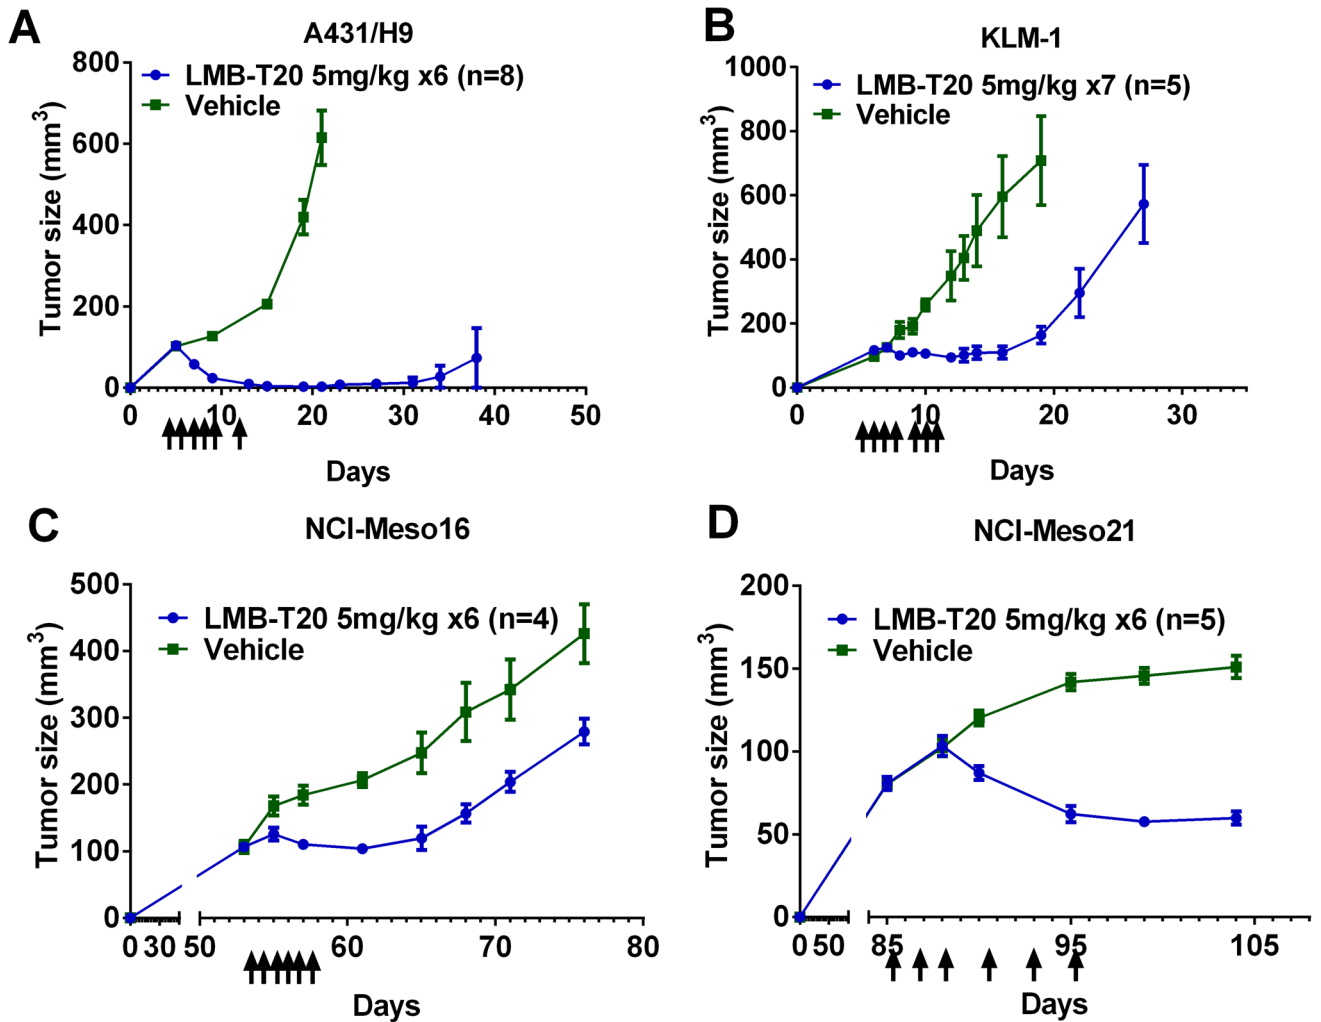 A
A431/H9
LMB-T20 5mg/kg x6 (n=8)
Vehicle
Tumor size (mm³)
800
600
400
200
0
0 10 20 30 40 50
Days
B
KLM-1
LMB-T20 5mg/kg x7 (n=5)
Vehicle
Tumor size (mm³)
1000
800
600
400
200
0
0 10 20 30
Days
C
NCI-Meso16
LMB-T20 5mg/kg x6 (n=4)
Vehicle
Tumor size (mm³)
500
400
300
200
100
0
0 30 50 60 70 80
Days
D
NCI-Meso21
LMB-T20 5mg/kg x6 (n=5)
Vehicle
Tumor size (mm³)
200
150
100
50
0
0 50 85 95 105
Days